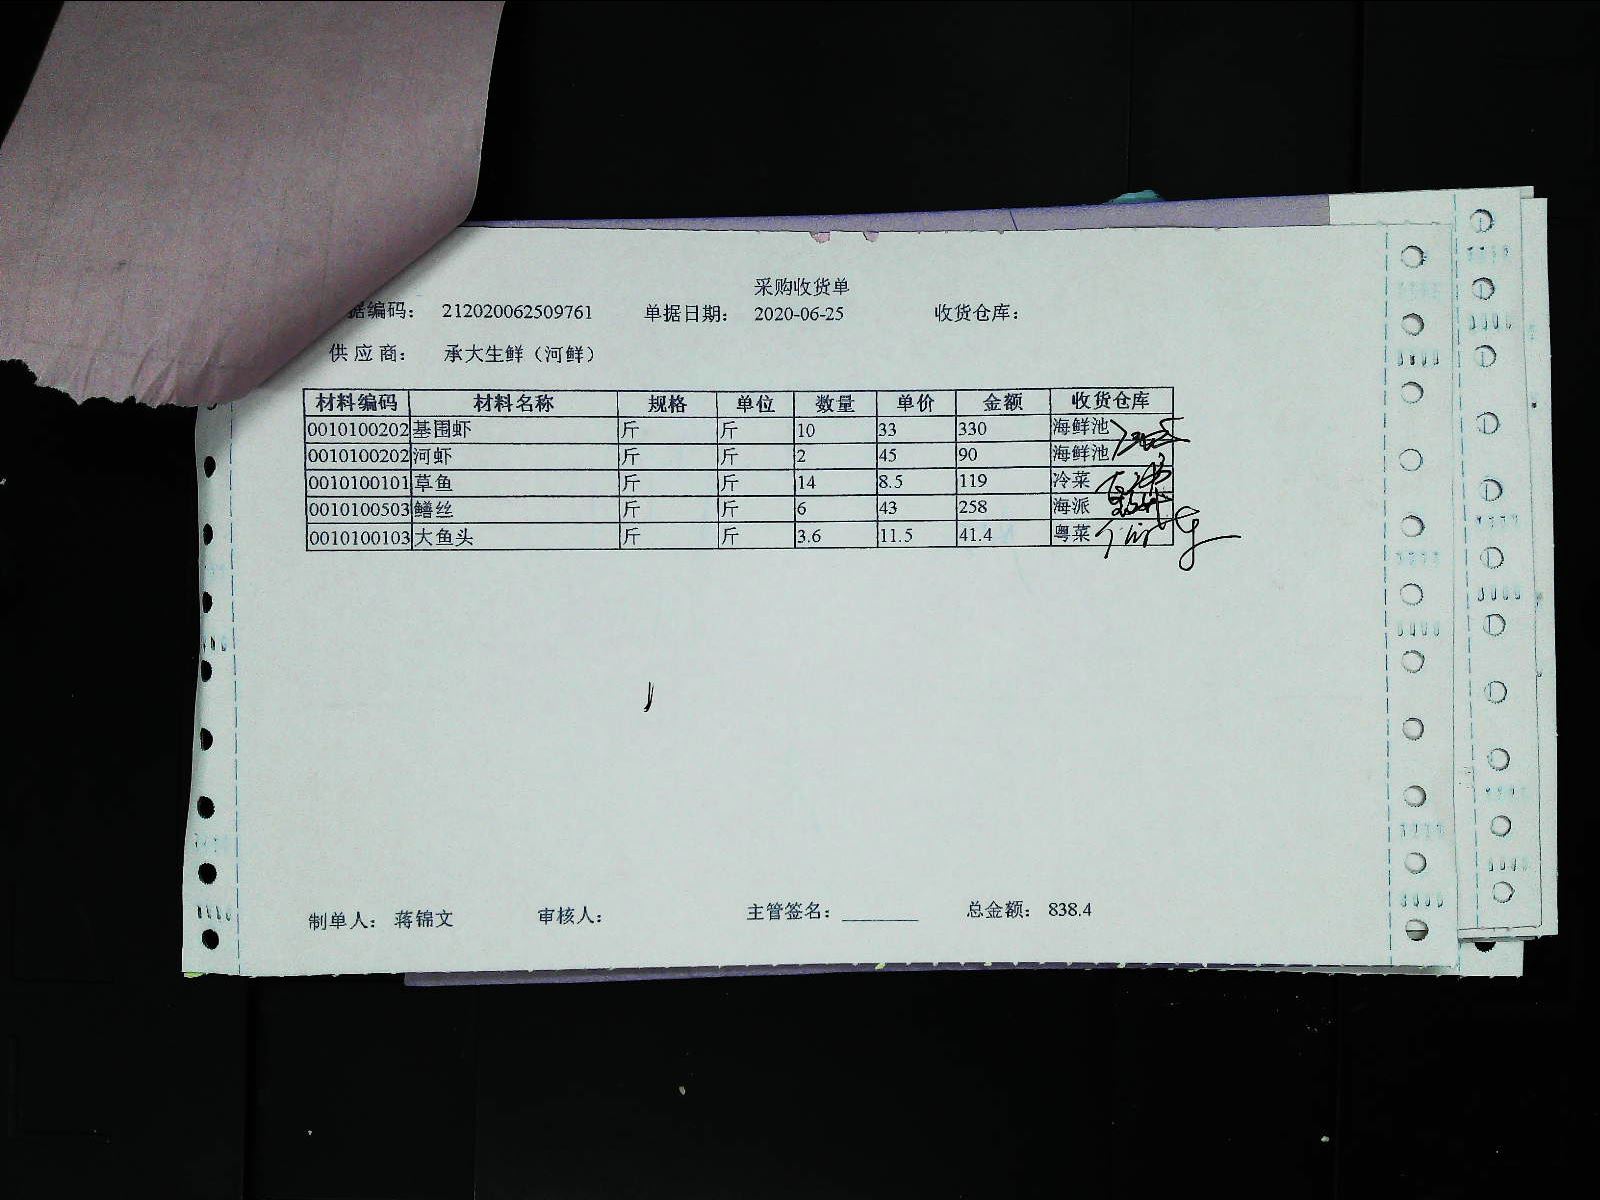 采购收货单
据编码： 212020062509761 单据日期： 2020-06-25 收货仓库：
供 应 商： 承大生鲜（河鲜）
材料编码 材料名称 规格 单位 数量 单价 金额 收货仓库
0010100202 基围虾 斤 斤 10 33 330 海鲜池
0010100202 河虾 斤 斤 2 45 90 海鲜池
0010100101 草鱼 斤 斤 14 8.5 119 冷菜
0010100503 鳝丝 斤 斤 6 43 258 海派
0010100103 大鱼头 斤 斤 3.6 11.5 41.4 粤菜
制单人： 蒋锦文 审核人： 主管签名： ________ 总金额： 838.4